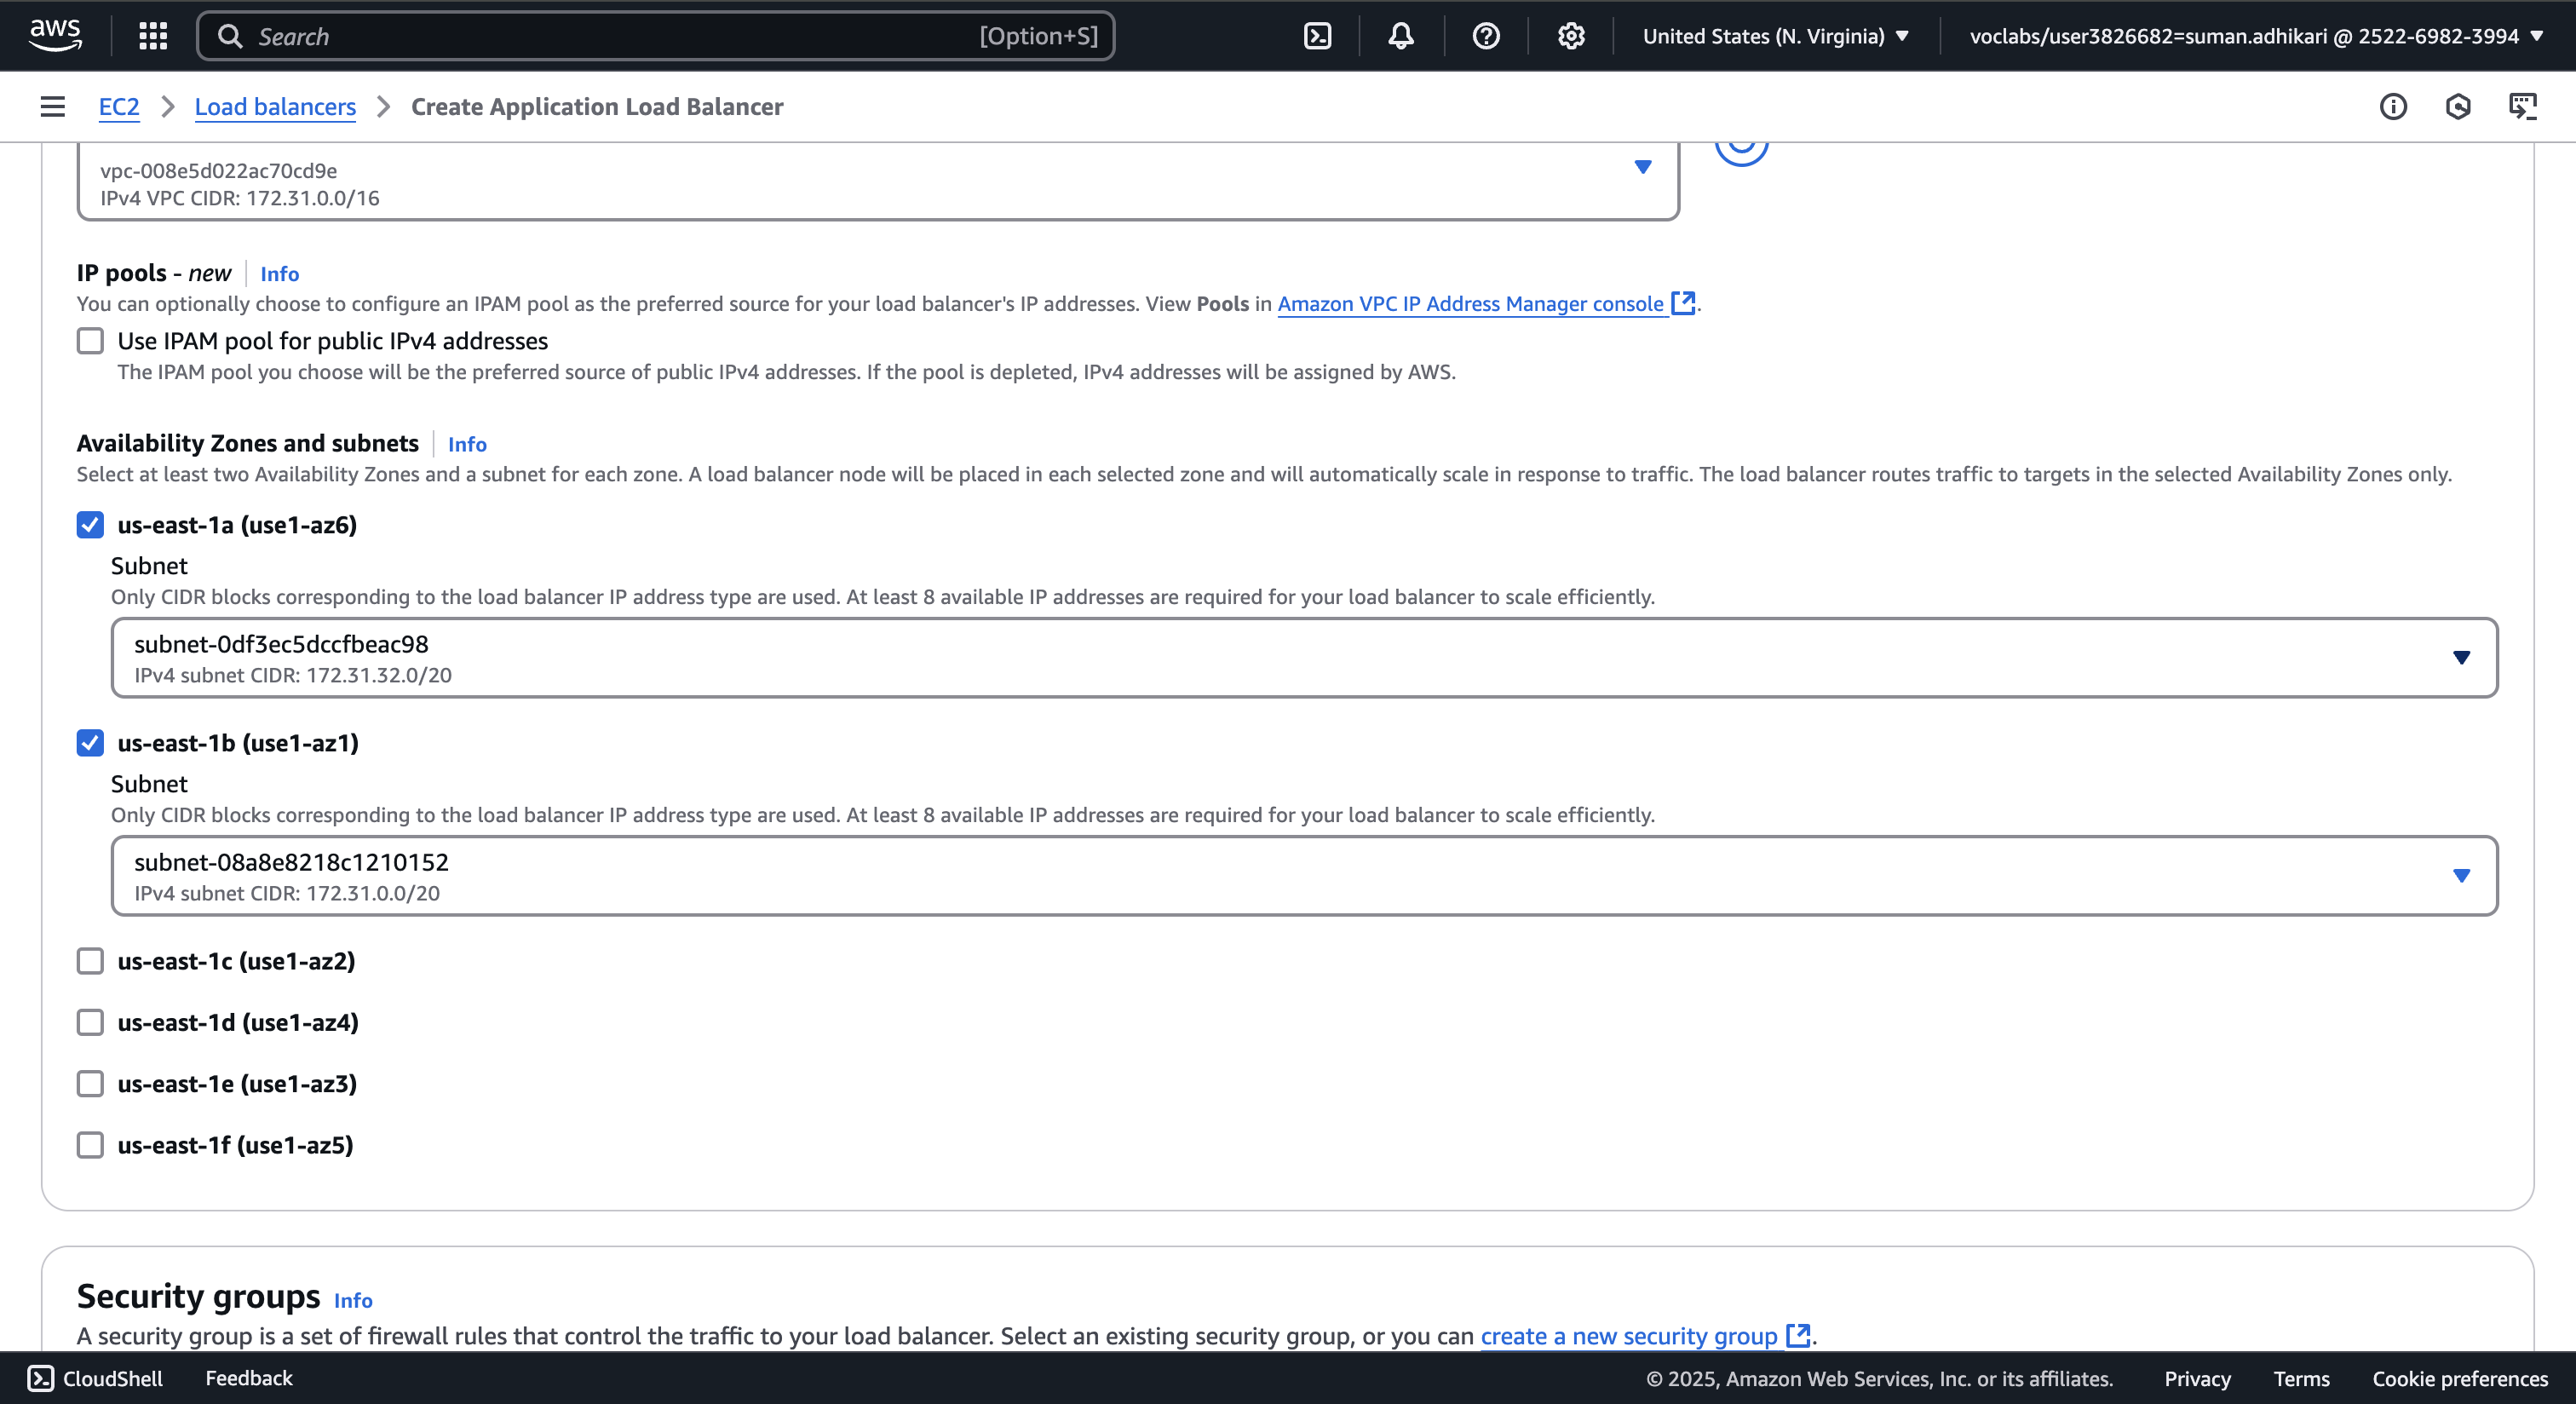 aws
Search [Option+S] United States (N. Virginia) voclabs/user3826682=suman.adhikari @ 2522-6982-3994
EC2 Load balancers Create Application Load Balancer
vpc-008e5d022ac70cd9e
IPv4 VPC CIDR: 172.31.0.0/16
IP pools - new Info
You can optionally choose to configure an IPAM pool as the preferred source for your load balancer's IP addresses. View Pools in Amazon VPC IP Address Manager console.
Use IPAM pool for public IPv4 addresses
The IPAM pool you choose will be the preferred source of public IPv4 addresses. If the pool is depleted, IPv4 addresses will be assigned by AWS.
Availability Zones and subnets Info
Select at least two Availability Zones and a subnet for each zone. A load balancer node will be placed in each selected zone and will automatically scale in response to traffic. The load balancer routes traffic to targets in the selected Availability Zones only.
us-east-1a (use1-az6)
Subnet
Only CIDR blocks corresponding to the load balancer IP address type are used. At least 8 available IP addresses are required for your load balancer to scale efficiently.
subnet-0df3ec5dccfbeac98
IPv4 subnet CIDR: 172.31.32.0/20
us-east-1b (use1-az1)
Subnet
Only CIDR blocks corresponding to the load balancer IP address type are used. At least 8 available IP addresses are required for your load balancer to scale efficiently.
subnet-08a8e8218c1210152
IPv4 subnet CIDR: 172.31.0.0/20
us-east-1c (use1-az2)
us-east-1d (use1-az4)
us-east-1e (use1-az3)
us-east-1f (use1-az5)
Security groups Info
A security group is a set of firewall rules that control the traffic to your load balancer. Select an existing security group, or you can create a new security group.
CloudShell Feedback © 2025, Amazon Web Services, Inc. or its affiliates. Privacy Terms Cookie preferences